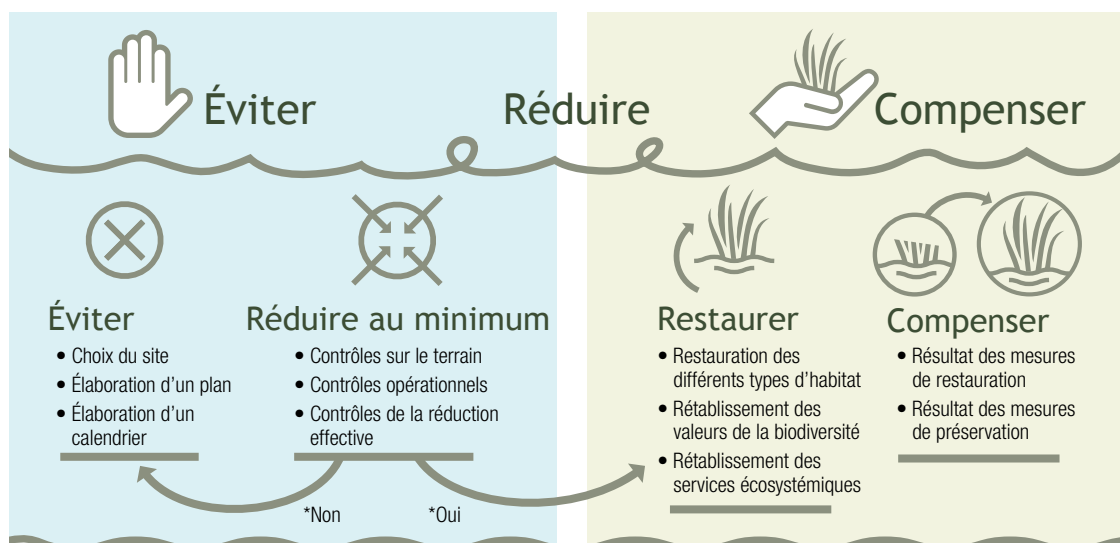 Éviter
Réduire
Compenser
Éviter
• Choix du site
• Élaboration d’un plan
• Élaboration d’un
calendrier
Réduire au minimum
• Contrôles sur le terrain
• Contrôles opérationnels
• Contrôles de la réduction
effective
*Non
*Oui
Restaurer
• Restauration des
différents types d’habitat
• Rétablissement des
valeurs de la biodiversité
• Rétablissement des
services écosystémiques
Compenser
• Résultat des mesures
de restauration
• Résultat des mesures
de préservation